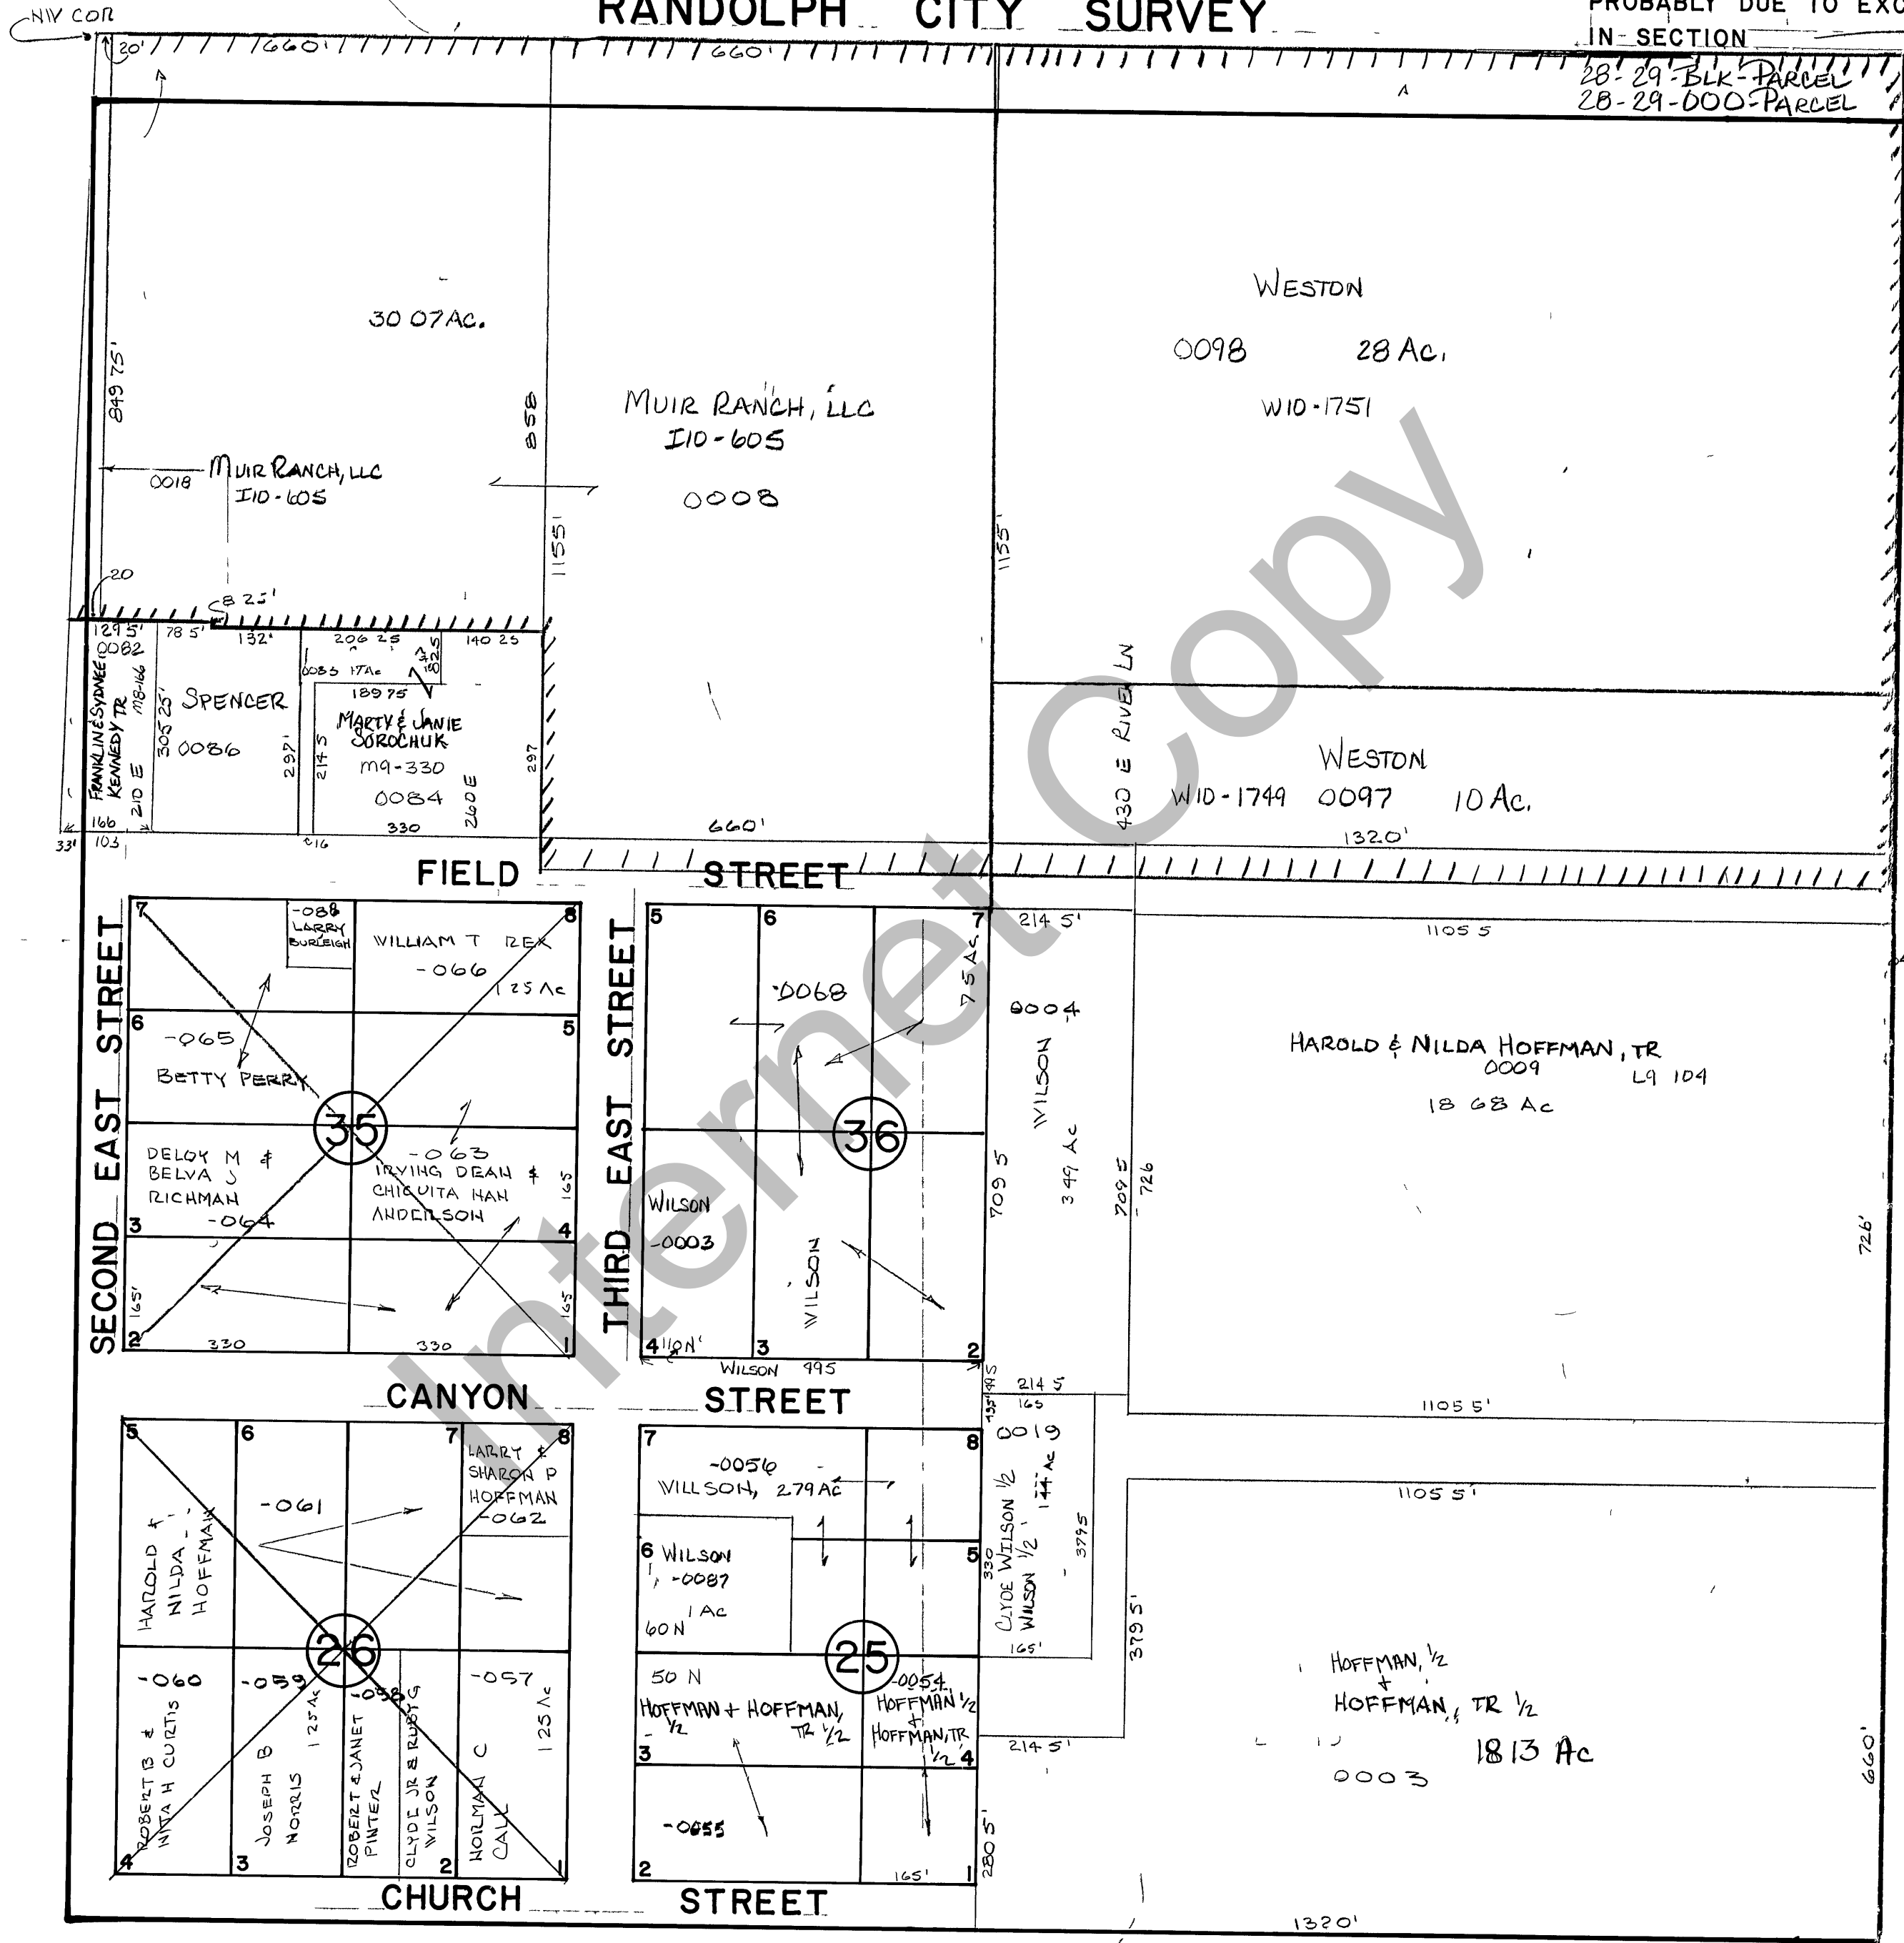 RANDOLPH CITY SURVEY
PROBABLY DUE TO EXC
IN SECTION
28-29-BLK-PARCEL
28-29-000-PARCEL
NW COR
20'
660'
660'
849 75'
30 07 AC.
858
1155'
1155'
MUIR RANCH, LLC
I10-605
0018
MUIR RANCH, LLC
I10-605
0008
WESTON
0098 28 AC.
W10-1751
20
8 25'
129 5'
78 5'
132'
206 25
140 25
0082
FRANKLIN & SYDNEE
KENNEDY TR
M8-166
210 E
305 25'
SPENCER
0086
297'
0085 17 Ac
82 5
189 75
214 5
MARTY & JANIE
SOROCHUK
M9-330
0084
260 E
297
166
103
33'
16
330
660'
430 E RIVER LN
WESTON
W10-1749 0097 10 AC.
1320'
FIELD STREET
SECOND EAST STREET
THIRD EAST STREET
7
-088
LARRY
BURLEIGH
WILLIAM T REX
-066
1 25 Ac
8
6
5
-065
BETTY PERRY
35
DELOY M &
BELVA J
RICHMAN
-064
-063
IRVING DEAN &
CHIQUITA HAN
ANDERSON
165
3
4
165'
165
2
330
330
1
5
6
7
.0068
75 Ac
36
WILSON
-0003
WILSON
4
110 N'
3
2
WILSON 495
214 5'
0004
WILSON
3 49 Ac
709 5
709 5
726
1105 5
HAROLD & NILDA HOFFMAN, TR
0009
L9 104
18 68 Ac
726'
1105 5'
CANYON STREET
5
6
7
8
HAROLD &
NILDA
HOFFMAN
-061
LARRY &
SHARON P
HOFFMAN
-062
26
-060
ROBERT B &
NITA H CURTIS
-059
JOSEPH B
NORRIS
1 25 Ac
-058
ROBERT & JANET
PINTER
CLYDE JR & RUBY G
WILSON
-057
NORMAN C
CALL
1 25 Ac
4
3
2
1
7
8
-0056
WILLSON, 279 AC
6
WILSON
-0087
1 AC
60 N
5
25
50 N
HOFFMAN + HOFFMAN,
1/2
TR 1/2
-0054
HOFFMAN 1/2
+
HOFFMAN, TR
1/2
3
4
-0055
2
165'
1
495
214 5
165
0019
CLYDE WILSON 1/2
WILSON 1/2
1 44 Ac
330
379 5
165'
214 5'
280 5'
1105 5'
379 5'
HOFFMAN, 1/2
+
HOFFMAN, TR 1/2
1813 AC
0003
660'
1320'
CHURCH STREET
Internet Copy